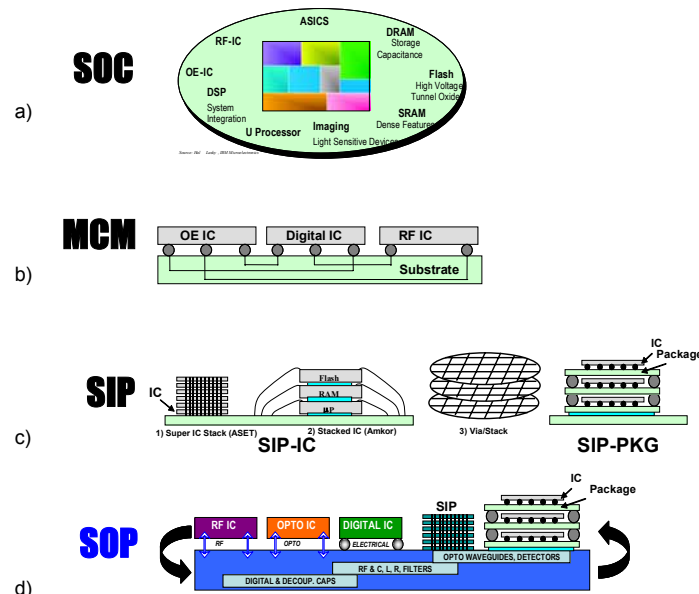 SOC
ASICS
RF-IC
DRAM
Storage
Capacitance
OE-IC
Flash
High Voltage
Tunnel Oxide
DSP
System
Integration
SRAM
Dense Features
U Processor
Imaging
Light Sensitive Devices
a)
MCM
OE IC
Digital IC
RF IC
Substrate
b)
SIP
IC
1) Super IC Stack (ASET)
Flash
RAM
µP
2) Stacked IC (Amkor)
SIP-IC
3) Via/Stack
IC
Package
SIP-PKG
c)
SOP
RF IC
OPTO IC
DIGITAL IC
SIP
IC
Package
RF
OPTO
ELECTRICAL
OPTO WAVEGUIDES, DETECTORS
RF & C, L, R, FILTERS
DIGITAL & DECOUP. CAPS
d)